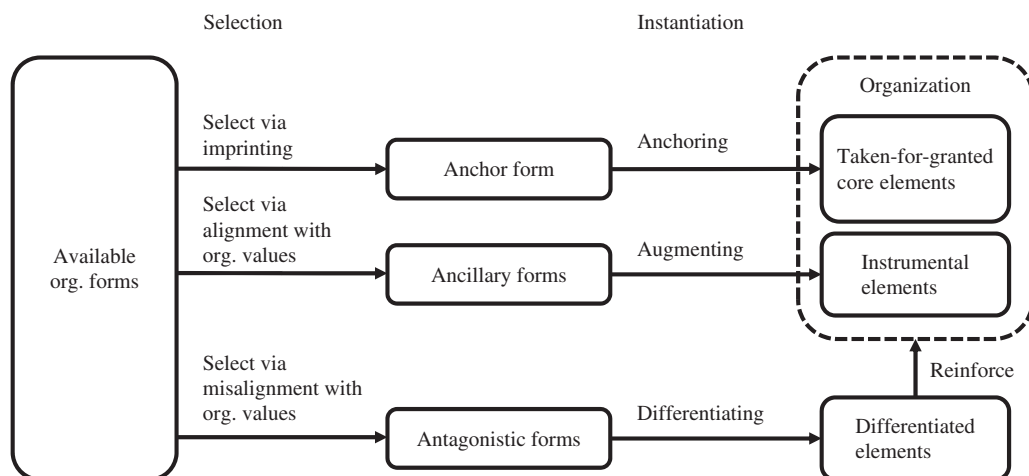 Selection
Instantiation
Available
org. forms
Select via
imprinting
Anchor form
Anchoring
Organization
Taken-for-granted
core elements
Select via
alignment with
org. values
Ancillary forms
Augmenting
Instrumental
elements
Select via
misalignment with
org. values
Antagonistic forms
Differentiating
Reinforce
Differentiated
elements